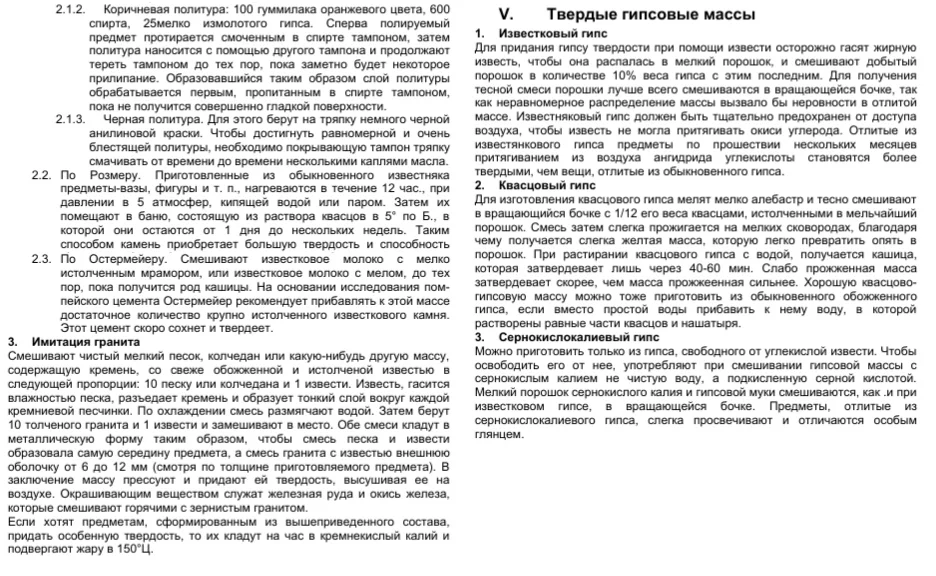 2.1.2. Коричневая политура: 100 гуммилака оранжевого цвета, 600
спирта, 25мелко измолотого гипса. Сперва полируемый
предмет протирается смоченным в спирте тампоном, затем
политура наносится с помощью другого тампона и продолжают
тереть тампоном до тех пор, пока заметно будет некоторое
прилипание. Образовавшийся таким образом слой политуры
обрабатывается первым, пропитанным в спирте тампоном,
пока не получится совершенно гладкой поверхности.
2.1.3. Черная политура. Для этого берут на тряпку немного черной
анилиновой краски. Чтобы достигнуть равномерной и очень
блестящей политуры, необходимо покрывающую тампон тряпку
смачивать от времени до времени несколькими каплями масла.
2.2. По Розмеру. Приготовленные из обыкновенного известняка
предметы-вазы, фигуры и т. п., нагреваются в течение 12 час., при
давлении в 5 атмосфер, кипящей водой или паром. Затем их
помещают в баню, состоящую из раствора квасцов в 5° по Б., в
которой они остаются от 1 дня до нескольких недель. Таким
способом камень приобретает большую твердость и способность
2.3. По Остермейеру. Смешивают известковое молоко с мелко
истолченным мрамором, или известковое молоко с мелом, до тех
пор, пока получится род кашицы. На основании исследования пом-
пейского цемента Остермейер рекомендует прибавлять к этой массе
достаточное количество крупно истолченного известкового камня.
Этот цемент скоро сохнет и твердеет.
3. Имитация гранита
Смешивают чистый мелкий песок, колчедан или какую-нибудь другую массу,
содержащую кремень, со свеже обожженной и истолченой известью в
следующей пропорции: 10 песку или колчедана и 1 извести. Известь, гасится
влажностью песка, разъедает кремень и образует тонкий слой вокруг каждой
кремниевой песчинки. По охлаждении смесь размягчают водой. Затем берут
10 толченого гранита и 1 извести и замешивают в место. Обе смеси кладут в
металлическую форму таким образом, чтобы смесь песка и извести
образовала самую середину предмета, а смесь гранита с известью внешнюю
оболочку от 6 до 12 мм (смотря по толщине приготовляемого предмета). В
заключение массу прессуют и придают ей твердость, высушивая ее на
воздухе. Окрашивающим веществом служат железная руда и окись железа,
которые смешивают горячими с зернистым гранитом.
Если хотят предметам, сформированным из вышеприведенного состава,
придать особенную твердость, то их кладут на час в кремнекислый калий и
подвергают жару в 150°Ц.
V. Твердые гипсовые массы
1. Известковый гипс
Для придания гипсу твердости при помощи извести осторожно гасят жирную
известь, чтобы она распалась в мелкий порошок, и смешивают добытый
порошок в количестве 10% веса гипса с этим последним. Для получения
тесной смеси порошки лучше всего смешиваются в вращающейся бочке, так
как неравномерное распределение массы вызвало бы неровности в отлитой
массе. Известняковый гипс должен быть тщательно предохранен от доступа
воздуха, чтобы известь не могла притягивать окиси углерода. Отлитые из
известянкового гипса предметы по прошествии нескольких месяцев
притягиванием из воздуха ангидрида углекислоты становятся более
твердыми, чем вещи, отлитые из обыкновенного гипса.
2. Квасцовый гипс
Для изготовления квасцового гипса мелят мелко алебастр и тесно смешивают
в вращающийся бочке с 1/12 его веса квасцами, истолченными в мельчайший
порошок. Смесь затем слегка прожигается на мелких сковородах, благодаря
чему получается слегка желтая масса, которую легко превратить опять в
порошок. При растирании квасцового гипса с водой, получается кашица,
которая затвердевает лишь через 40-60 мин. Слабо прожженная масса
затвердевает скорее, чем масса прожженная сильнее. Хорошую квасцово-
гипсовую массу можно тоже приготовить из обыкновенного обожженного
гипса, если вместо простой воды прибавить к нему воду, в которой
растворены равные части квасцов и нашатыря.
3. Сернокислокалиевый гипс
Можно приготовить только из гипса, свободного от углекислой извести. Чтобы
освободить его от нее, употребляют при смешивании гипсовой массы с
сернокислым калием не чистую воду, а подкисленную серной кислотой.
Мелкий порошок сернокислого калия и гипсовой муки смешиваются, как .и при
известковом гипсе, в вращающейся бочке. Предметы, отлитые из
сернокислокалиевого гипса, слегка просвечивают и отличаются особым
глянцем.